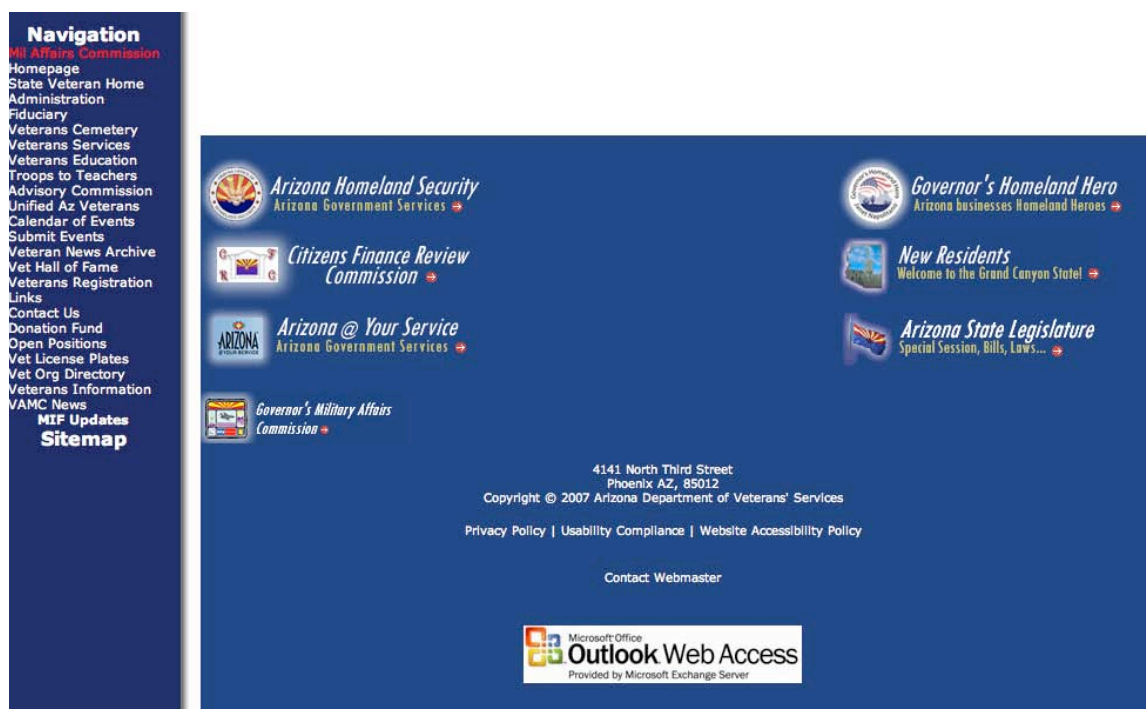 Navigation
Mil Affairs Commission
Homepage
State Veteran Home
Administration
Fiduciary
Veterans Cemetery
Veterans Services
Veterans Education
Troops to Teachers
Advisory Commission
Unified Az Veterans
Calendar of Events
Submit Events
Veteran News Archive
Vet Hall of Fame
Veterans Registration
Links
Contact Us
Donation Fund
Open Positions
Vet License Plates
Vet Org Directory
Veterans Information
VAMC News
MIF Updates
Sitemap
Arizona Homeland Security
Arizona Government Services
Governor's Homeland Hero
Arizona businesses Homeland Heroes
C F
R C
Citizens Finance Review
Commission
New Residents
Welcome to the Grand Canyon State!
ARIZONA
@ YOUR SERVICE
Arizona @ Your Service
Arizona Government Services
Arizona State Legislature
Special Session, Bills, Laws...
Governor's Military Affairs
Commission
4141 North Third Street
Phoenix AZ, 85012
Copyright © 2007 Arizona Department of Veterans' Services
Privacy Policy | Usability Compliance | Website Accessibility Policy
Contact Webmaster
Microsoft Office
Outlook Web Access
Provided by Microsoft Exchange Server